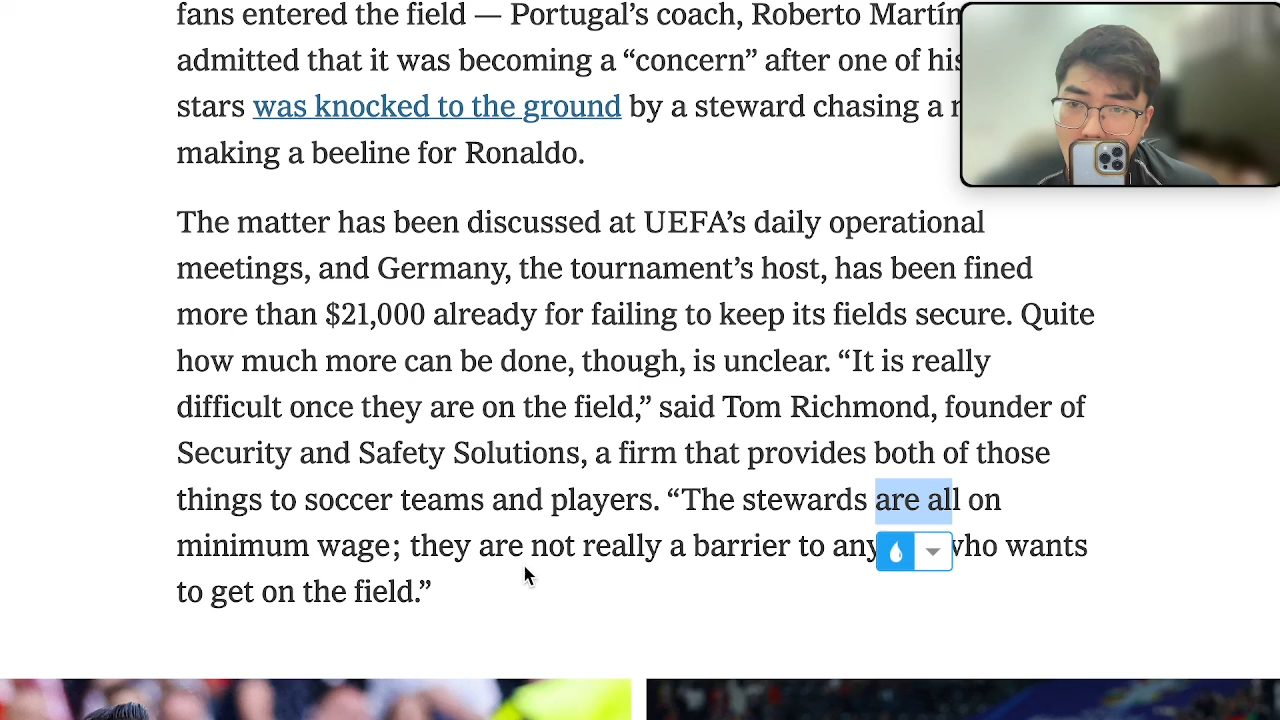 fans entered the field — Portugal’s coach, Roberto Martín
admitted that it was becoming a “concern” after one of his
stars was knocked to the ground by a steward chasing a
making a beeline for Ronaldo.
The matter has been discussed at UEFA’s daily operational
meetings, and Germany, the tournament’s host, has been fined
more than $21,000 already for failing to keep its fields secure. Quite
how much more can be done, though, is unclear. “It is really
difficult once they are on the field,” said Tom Richmond, founder of
Security and Safety Solutions, a firm that provides both of those
things to soccer teams and players. “The stewards are all on
minimum wage; they are not really a barrier to any who wants
to get on the field.”